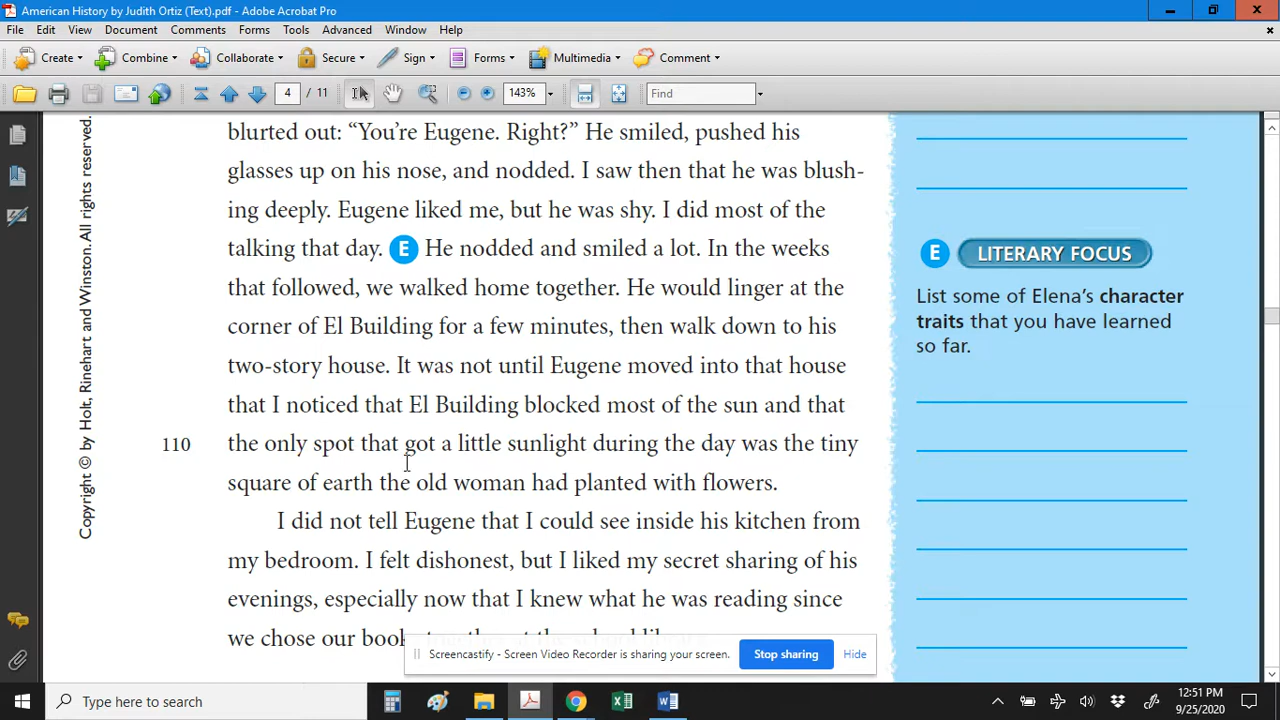 American History by Judith Ortiz (Text).pdf - Adobe Acrobat Pro
File Edit View Document Comments Forms Tools Advanced Window Help
Create Combine Collaborate Secure Sign Forms Multimedia Comment
4 / 11 143% Find
blurted out: “You’re Eugene. Right?” He smiled, pushed his
glasses up on his nose, and nodded. I saw then that he was blush-
ing deeply. Eugene liked me, but he was shy. I did most of the
talking that day. E He nodded and smiled a lot. In the weeks
that followed, we walked home together. He would linger at the
corner of El Building for a few minutes, then walk down to his
two-story house. It was not until Eugene moved into that house
that I noticed that El Building blocked most of the sun and that
110 the only spot that got a little sunlight during the day was the tiny
square of earth the old woman had planted with flowers.
I did not tell Eugene that I could see inside his kitchen from
my bedroom. I felt dishonest, but I liked my secret sharing of his
evenings, especially now that I knew what he was reading since
we chose our book
Copyright © by Holt, Rinehart and Winston. All rights reserved.
E LITERARY FOCUS
List some of Elena’s character
traits that you have learned
so far.
Screencastify - Screen Video Recorder is sharing your screen. Stop sharing Hide
Type here to search
12:51 PM
9/25/2020